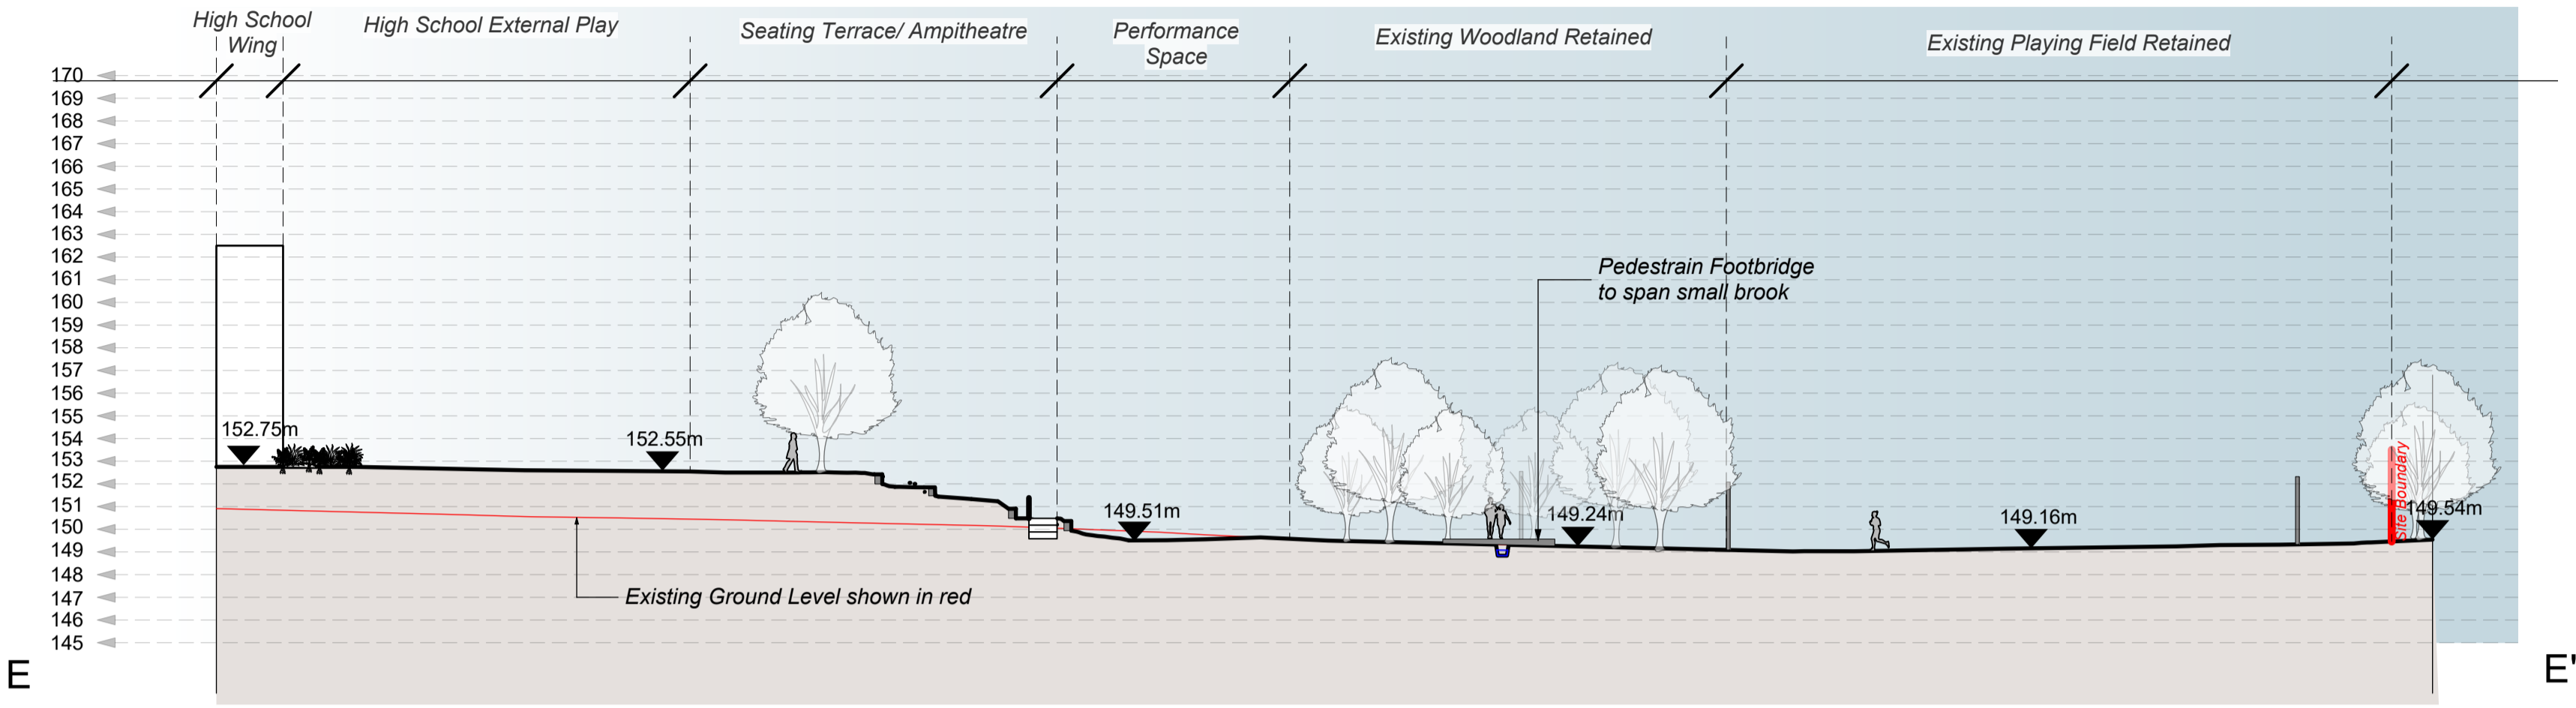 High School
Wing
High School External Play
Seating Terrace/ Ampitheatre
Performance
Space
Existing Woodland Retained
Existing Playing Field Retained
170
169
168
167
166
165
164
163
162
161
160
159
158
157
156
155
154
153
152
151
150
149
148
147
146
145
Pedestrain Footbridge
to span small brook
152.75m
152.55m
149.51m
149.24m
149.16m
Site Boundary
149.54m
Existing Ground Level shown in red
E
E'